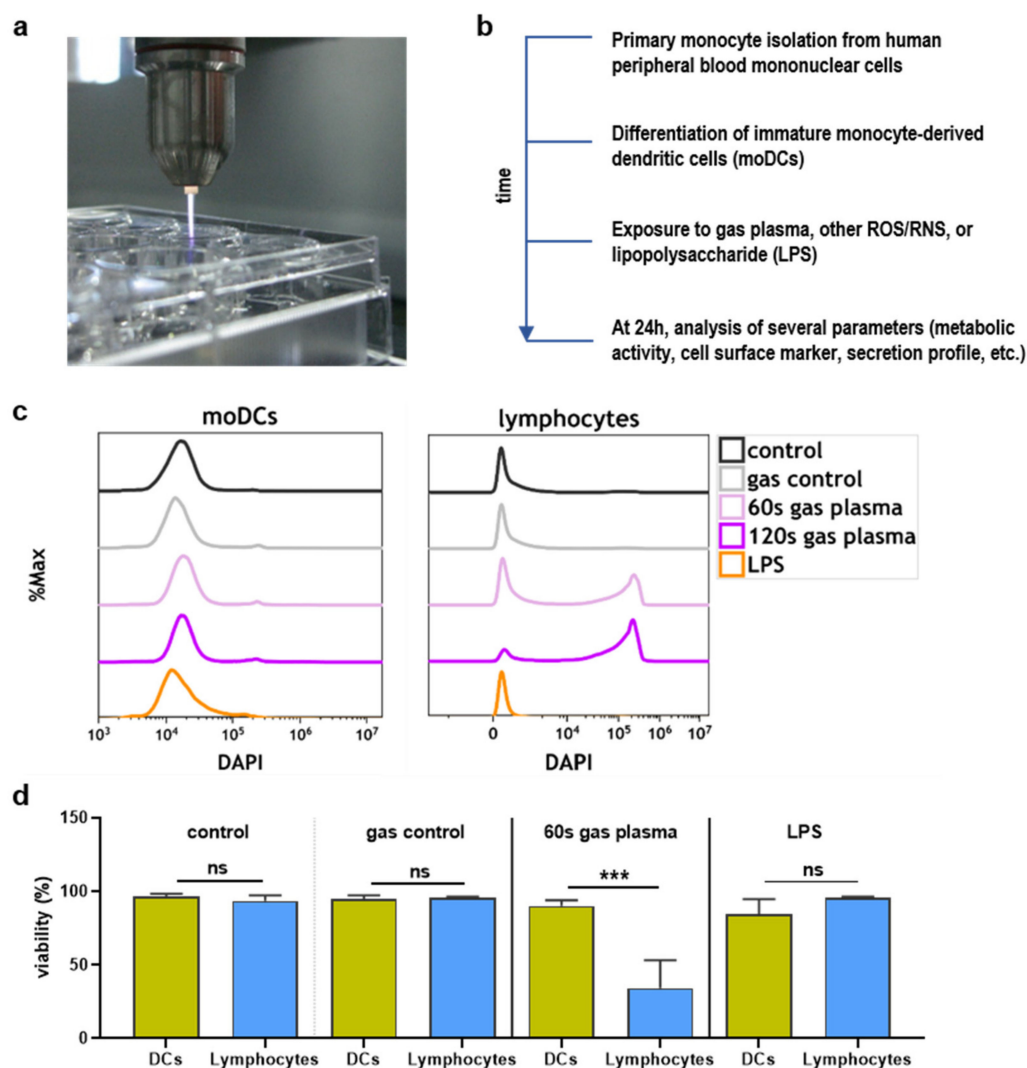 a
b
Primary monocyte isolation from human
peripheral blood mononuclear cells
Differentiation of immature monocyte-derived
dendritic cells (moDCs)
time
Exposure to gas plasma, other ROS/RNS, or
lipopolysaccharide (LPS)
At 24h, analysis of several parameters (metabolic
activity, cell surface marker, secretion profile, etc.)
c
moDCs
lymphocytes
control
gas control
60s gas plasma
120s gas plasma
LPS
%Max
10³ 10⁴ 10⁵ 10⁶ 10⁷
0 10⁴ 10⁵ 10⁶ 10⁷
DAPI
DAPI
d
150
100
50
0
viability (%)
control
gas control
60s gas plasma
LPS
ns
ns
***
ns
DCs Lymphocytes DCs Lymphocytes DCs Lymphocytes DCs Lymphocytes